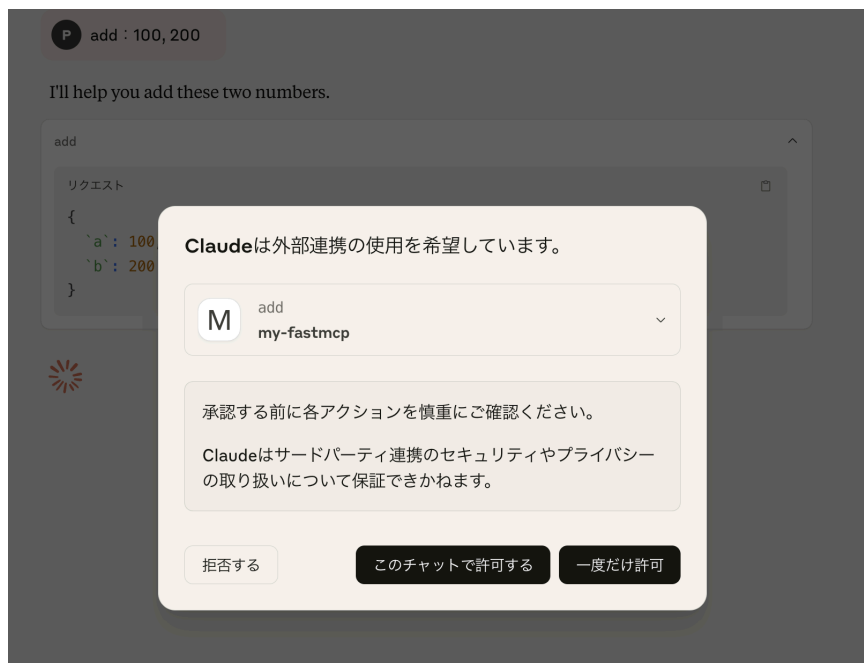 P
add：100, 200
I'll help you add these two numbers.
add
リクエスト
{
`a`: 100,
`b`: 200
}
Claudeは外部連携の使用を希望しています。
M
add
my-fastmcp
承認する前に各アクションを慎重にご確認ください。
Claudeはサードパーティ連携のセキュリティやプライバシー
の取り扱いについて保証できかねます。
拒否する
このチャットで許可する
一度だけ許可